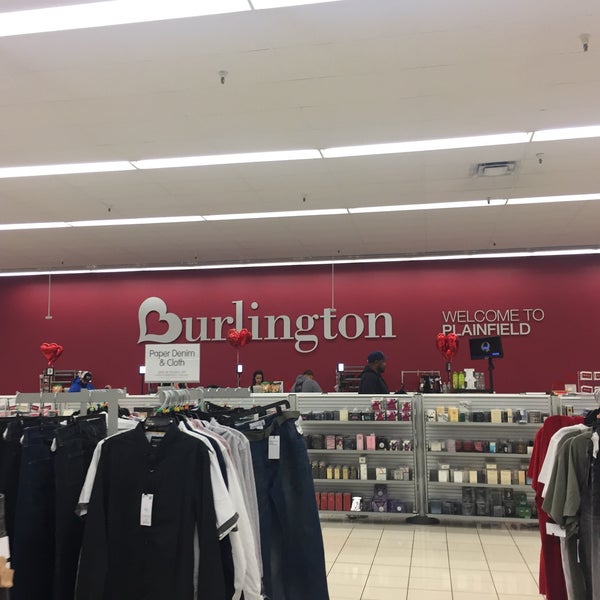 Burlington
WELCOME TO
PLAINFIELD
Paper Denim
& Cloth